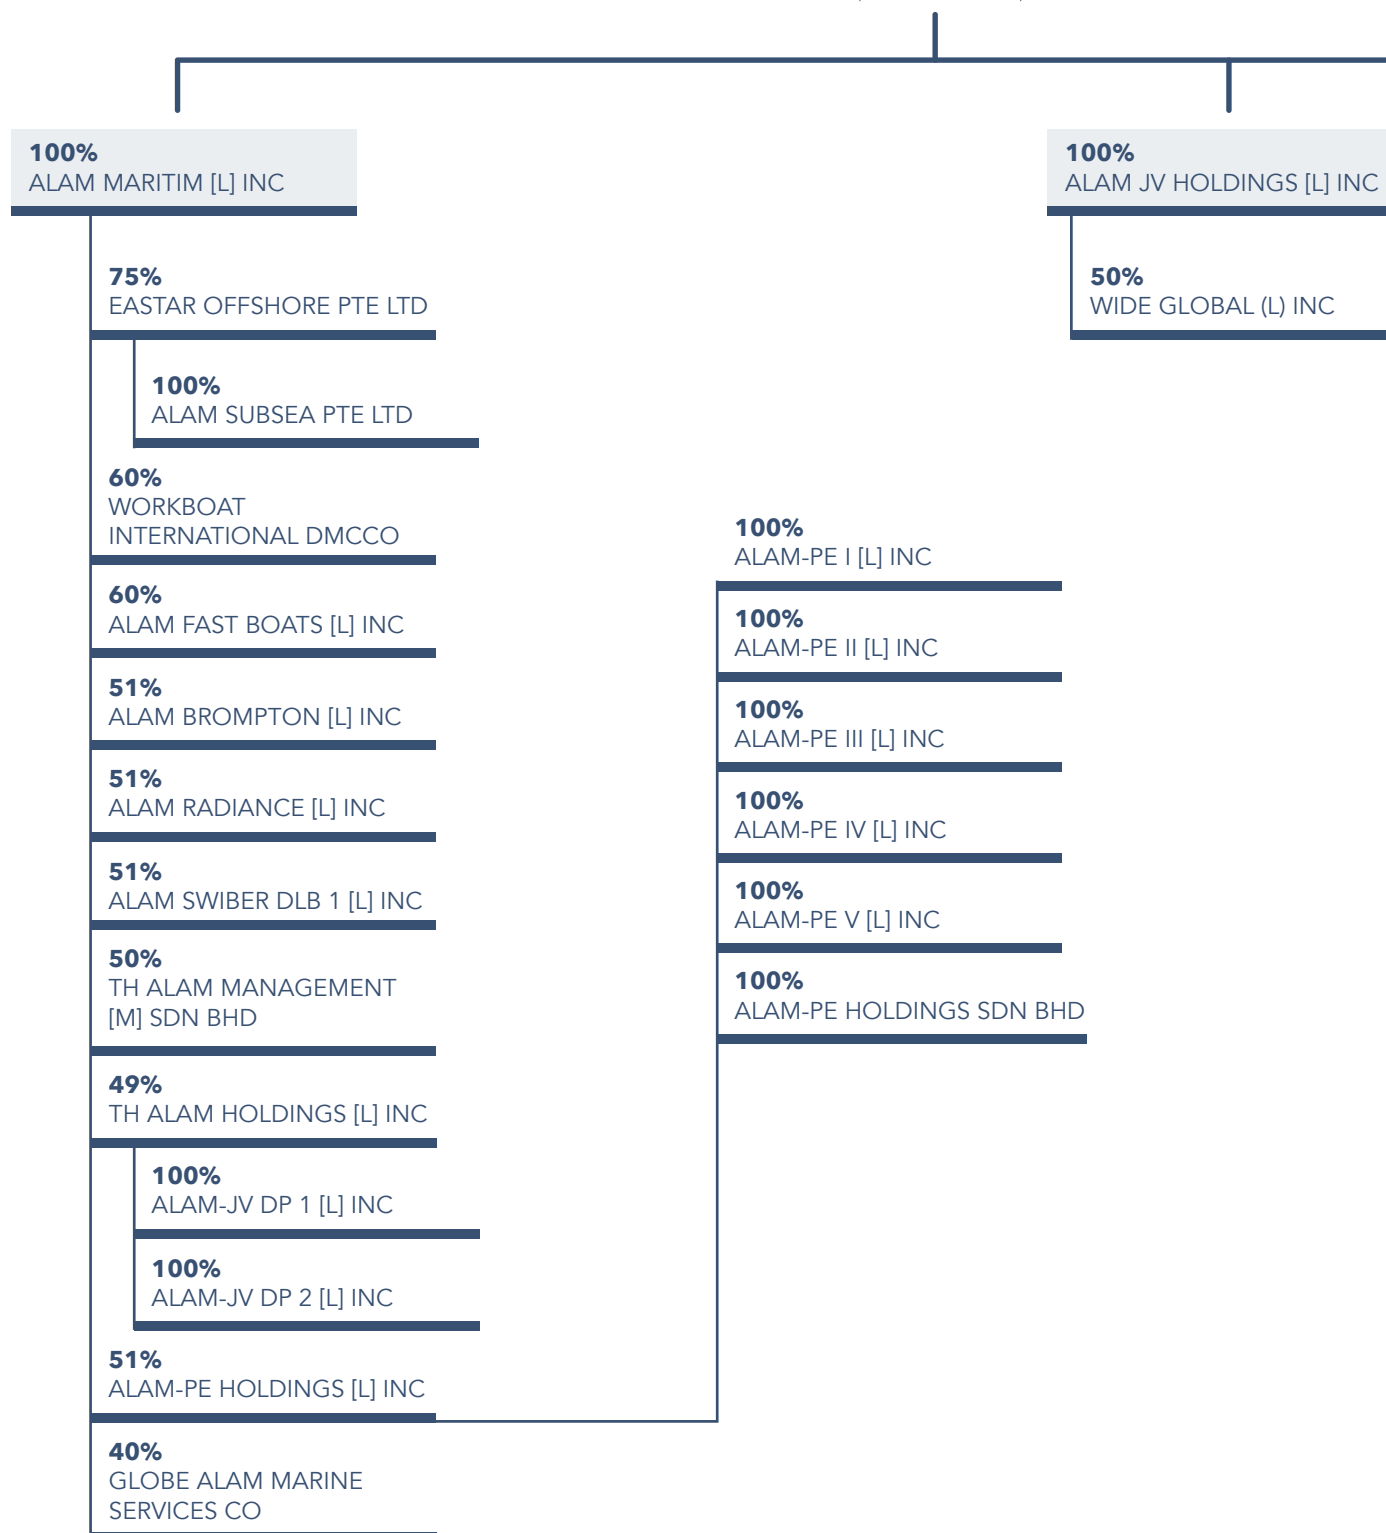 100%
ALAM MARITIM [L] INC
75%
EASTAR OFFSHORE PTE LTD
100%
ALAM SUBSEA PTE LTD
60%
WORKBOAT
INTERNATIONAL DMCCO
60%
ALAM FAST BOATS [L] INC
51%
ALAM BROMPTON [L] INC
51%
ALAM RADIANCE [L] INC
51%
ALAM SWIBER DLB 1 [L] INC
50%
TH ALAM MANAGEMENT
[M] SDN BHD
49%
TH ALAM HOLDINGS [L] INC
100%
ALAM-JV DP 1 [L] INC
100%
ALAM-JV DP 2 [L] INC
51%
ALAM-PE HOLDINGS [L] INC
40%
GLOBE ALAM MARINE
SERVICES CO
100%
ALAM-PE I [L] INC
100%
ALAM-PE II [L] INC
100%
ALAM-PE III [L] INC
100%
ALAM-PE IV [L] INC
100%
ALAM-PE V [L] INC
100%
ALAM-PE HOLDINGS SDN BHD
100%
ALAM JV HOLDINGS [L] INC
50%
WIDE GLOBAL (L) INC